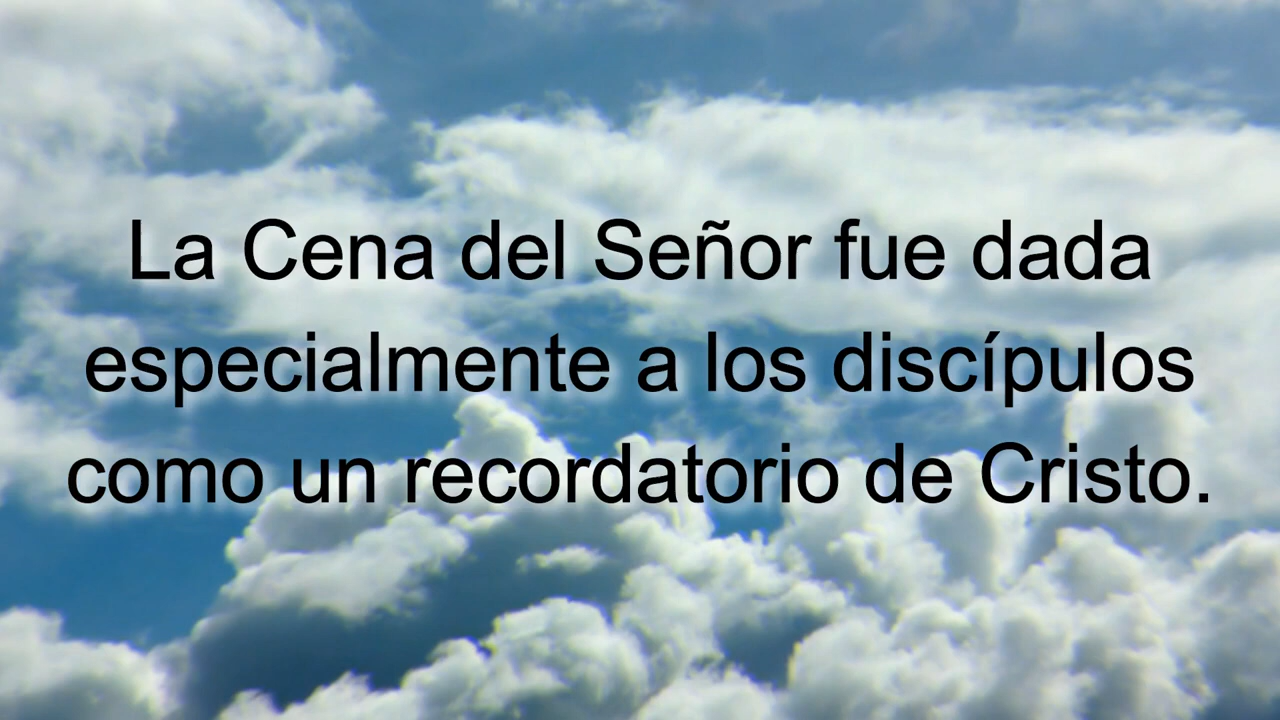 La Cena del Señor fue dada
especialmente a los discípulos
como un recordatorio de Cristo.